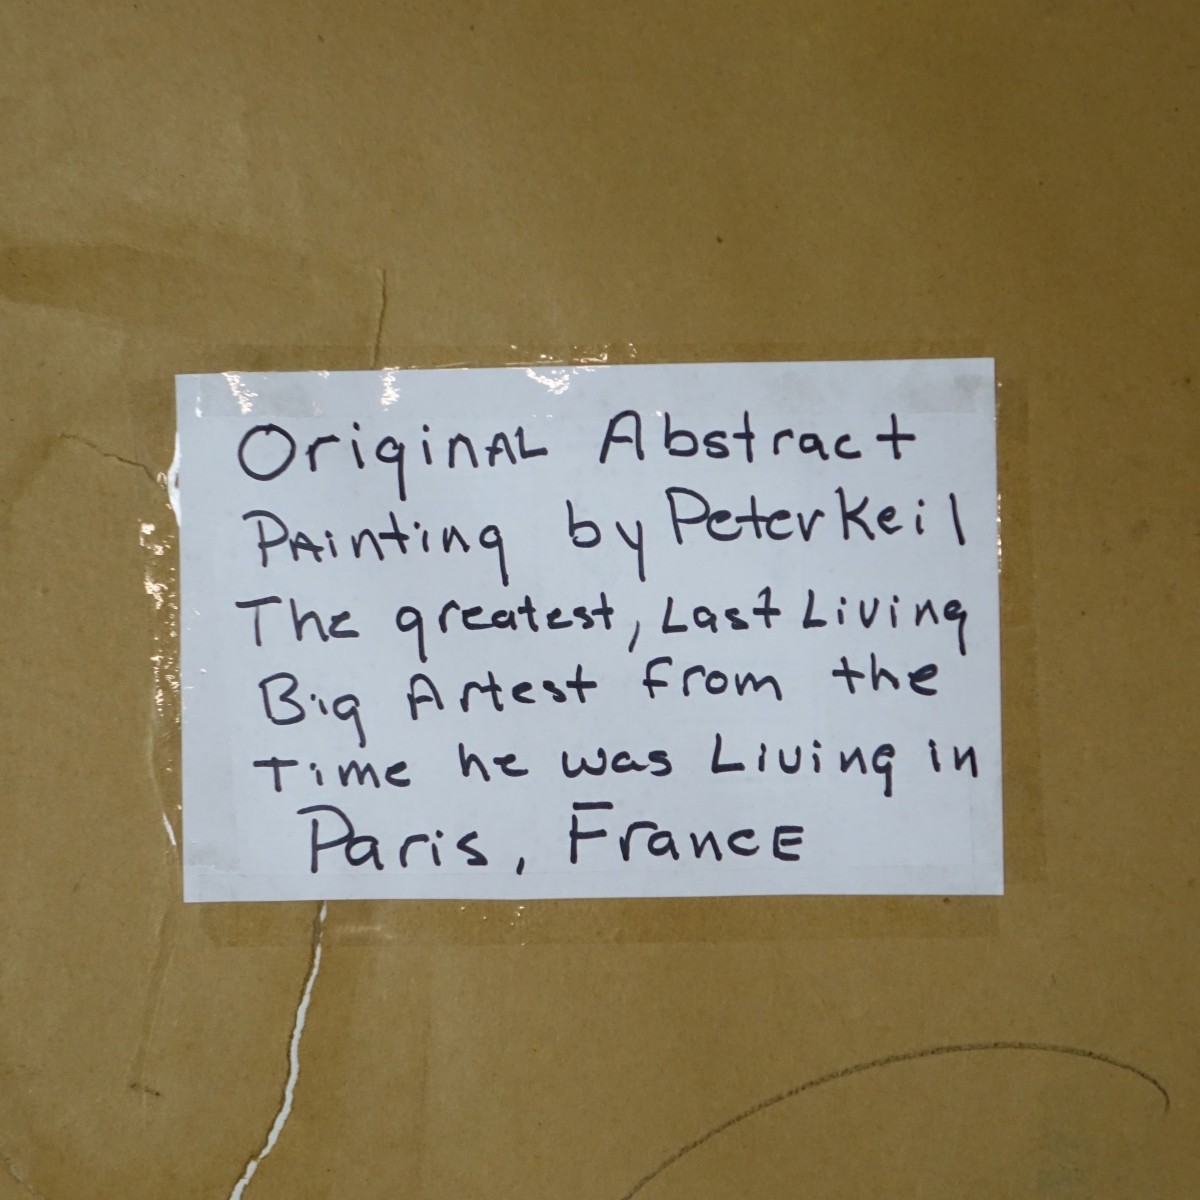 Original Abstract
Painting by Peter Keil
The greatest, Last Living
Big Artest from the
Time he was Living in
Paris, France